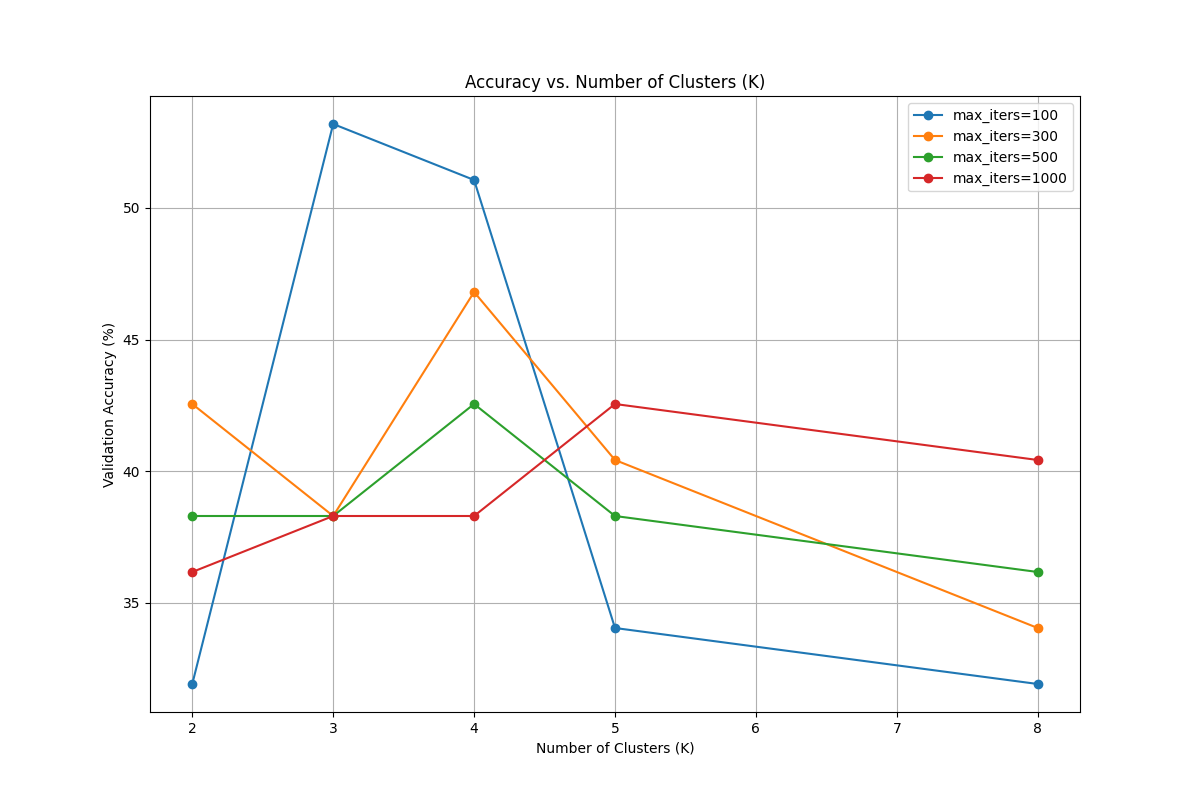 Accuracy vs. Number of Clusters (K)
max_iters=100
max_iters=300
max_iters=500
max_iters=1000
Validation Accuracy (%)
50
45
40
35
2 3 4 5 6 7 8
Number of Clusters (K)